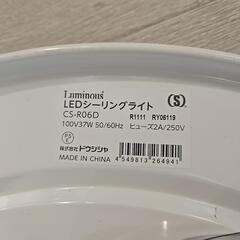 Luminous®
LEDシーリングライト
CS-R06D R1111 RY06119
100V37W 50/60Hz ヒューズ2A/250V
(S)
PS
E
株式会社ドウシシャ
MADE IN CHINA
4 549813 264941